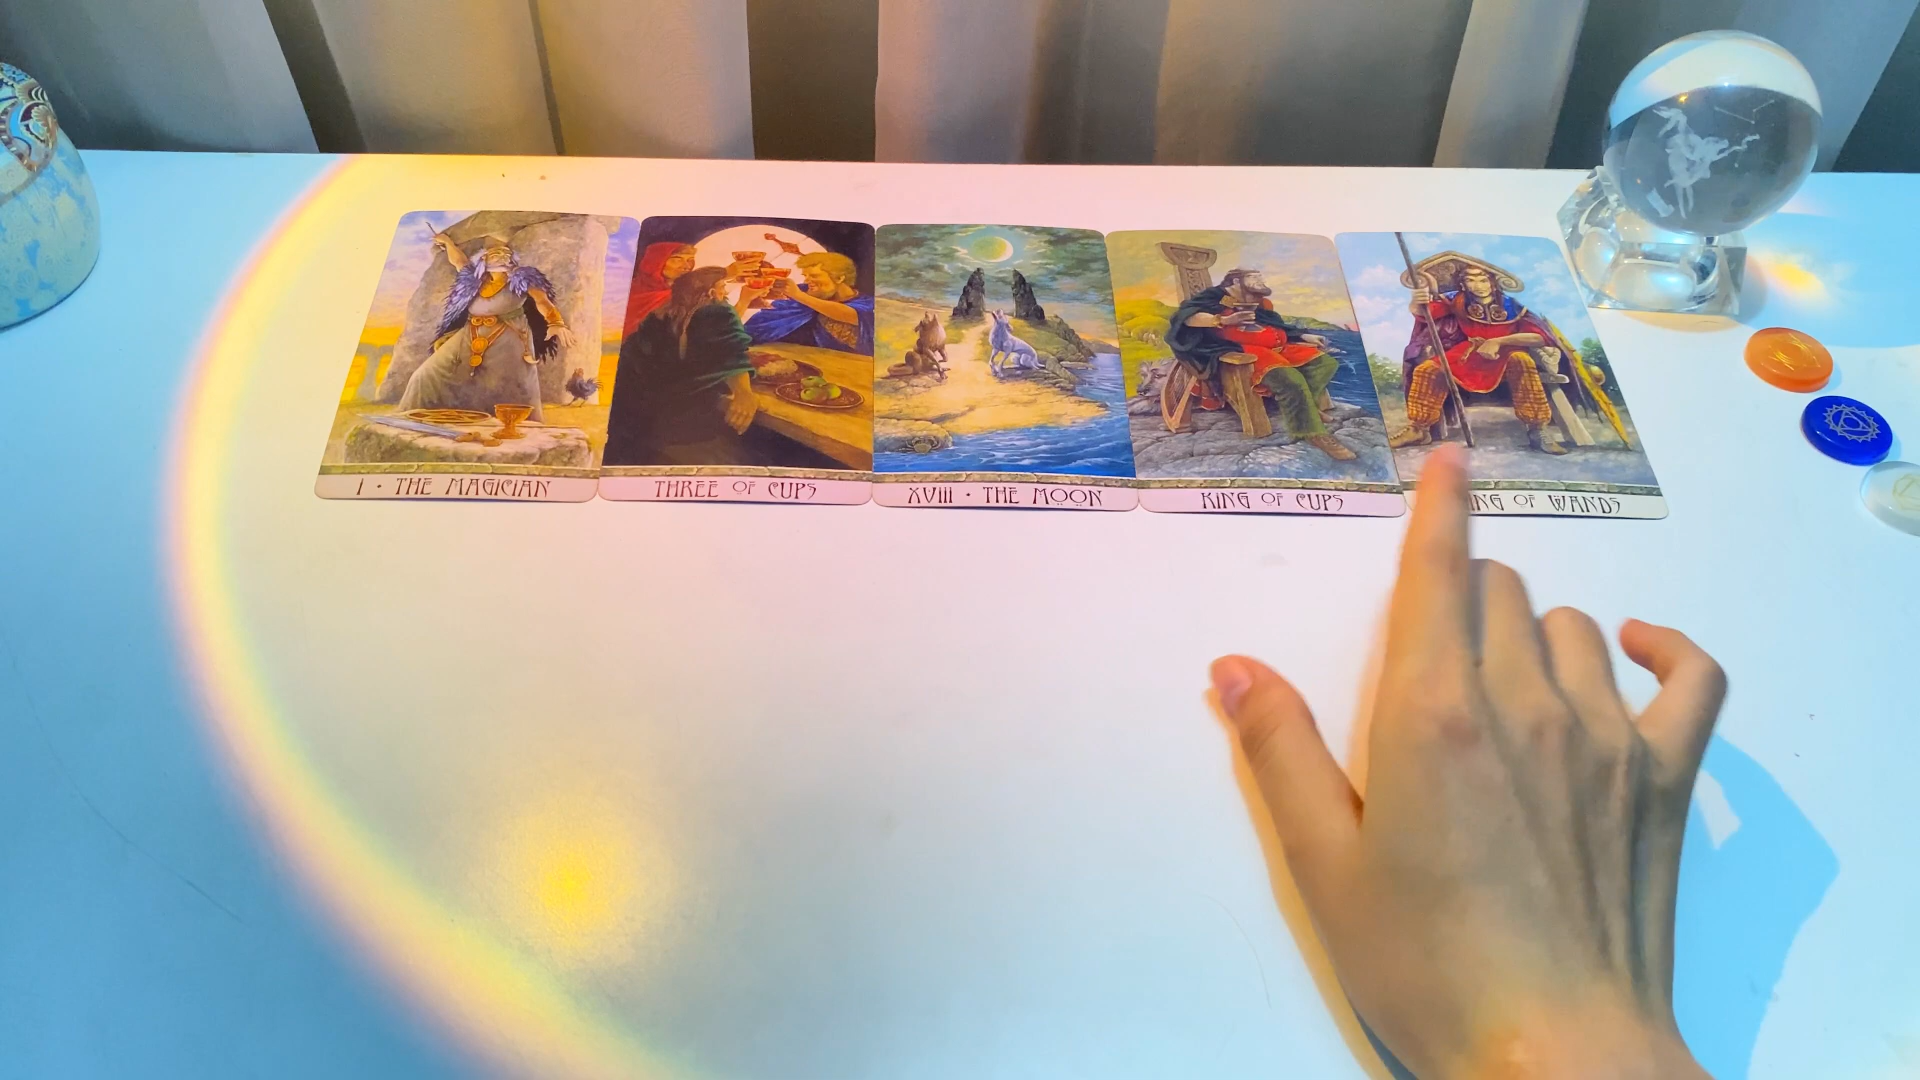 I • THE MAGICIAN
THREE OF CUPS
XVIII • THE MOON
KING OF CUPS
ING OF WANDS